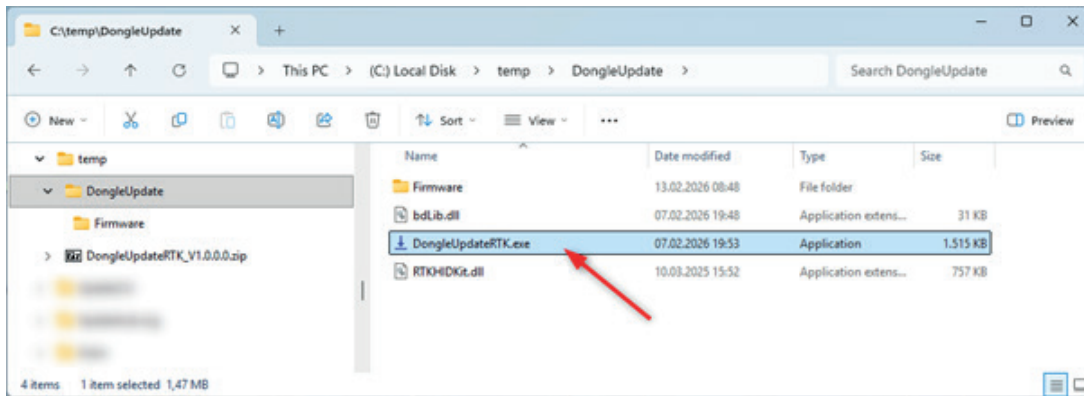 C:\temp\DongleUpdate
This PC > (C:) Local Disk > temp > DongleUpdate >
Search DongleUpdate
New
Sort
View
Preview
temp
DongleUpdate
Firmware
DongleUpdateRTK_V1.0.0.0.zip
Name Date modified Type Size
Firmware 13.02.2026 08:48 File folder
bdLib.dll 07.02.2026 19:48 Application extens... 31 KB
DongleUpdateRTK.exe 07.02.2026 19:53 Application 1.515 KB
RTKHIDKit.dll 10.03.2025 15:52 Application extens... 757 KB
4 items 1 item selected 1,47 MB